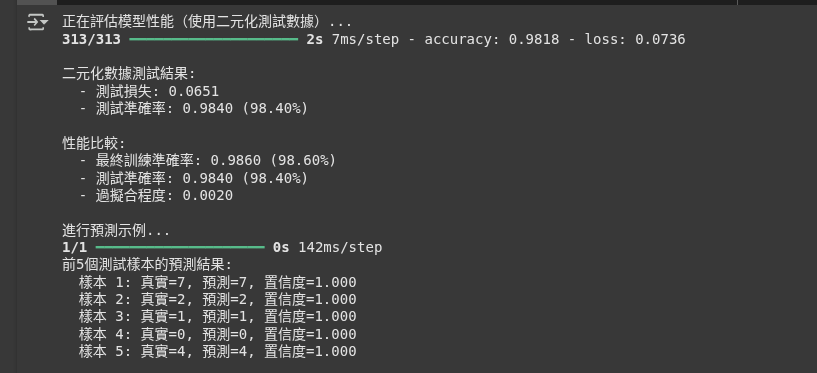 正在評估模型性能（使用二元化測試數據）...
313/313 ━━━━━━━━━━━━━━━━━━━━ 2s 7ms/step - accuracy: 0.9818 - loss: 0.0736
二元化數據測試結果:
- 測試損失: 0.0651
- 測試準確率: 0.9840 (98.40%)
性能比較:
- 最終訓練準確率: 0.9860 (98.60%)
- 測試準確率: 0.9840 (98.40%)
- 過擬合程度: 0.0020
進行預測示例...
1/1 ━━━━━━━━━━━━━━━━━━━━ 0s 142ms/step
前5個測試樣本的預測結果:
樣本 1: 真實=7, 預測=7, 置信度=1.000
樣本 2: 真實=2, 預測=2, 置信度=1.000
樣本 3: 真實=1, 預測=1, 置信度=1.000
樣本 4: 真實=0, 預測=0, 置信度=1.000
樣本 5: 真實=4, 預測=4, 置信度=1.000